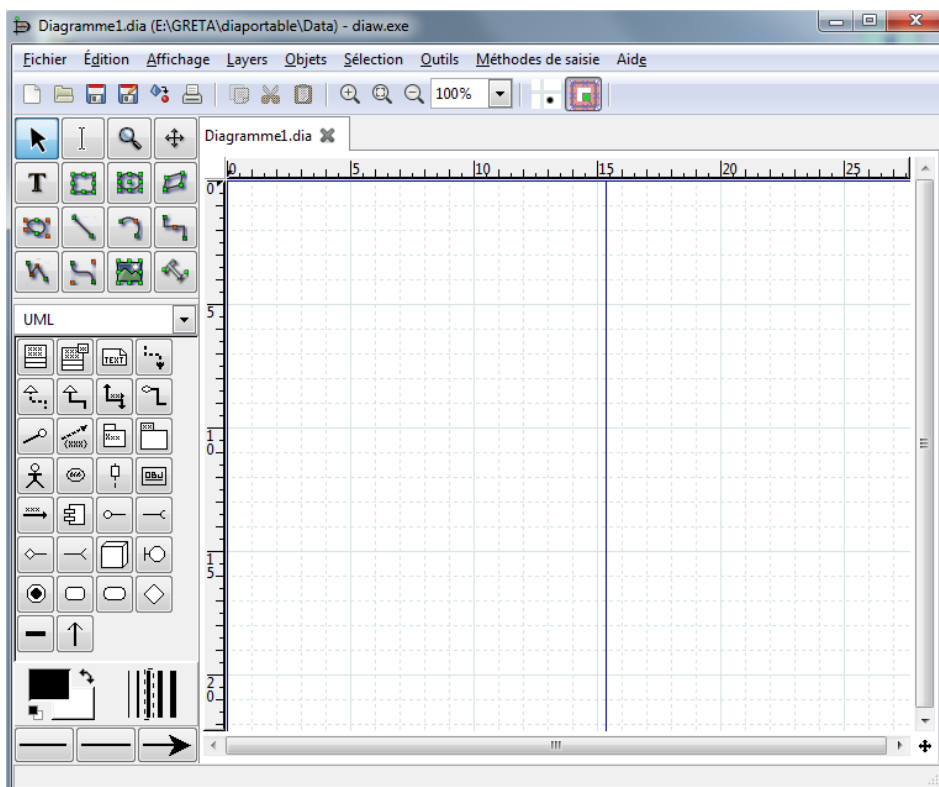 Diagramme1.dia (E:\GRETA\diaportable\Data) - diaw.exe
Fichier Édition Affichage Layers Objets Sélection Outils Méthodes de saisie Aide
100%
Diagramme1.dia
0 5 10 15 20 25
0
5
10
15
20
T
UML
TEXT
OBJ